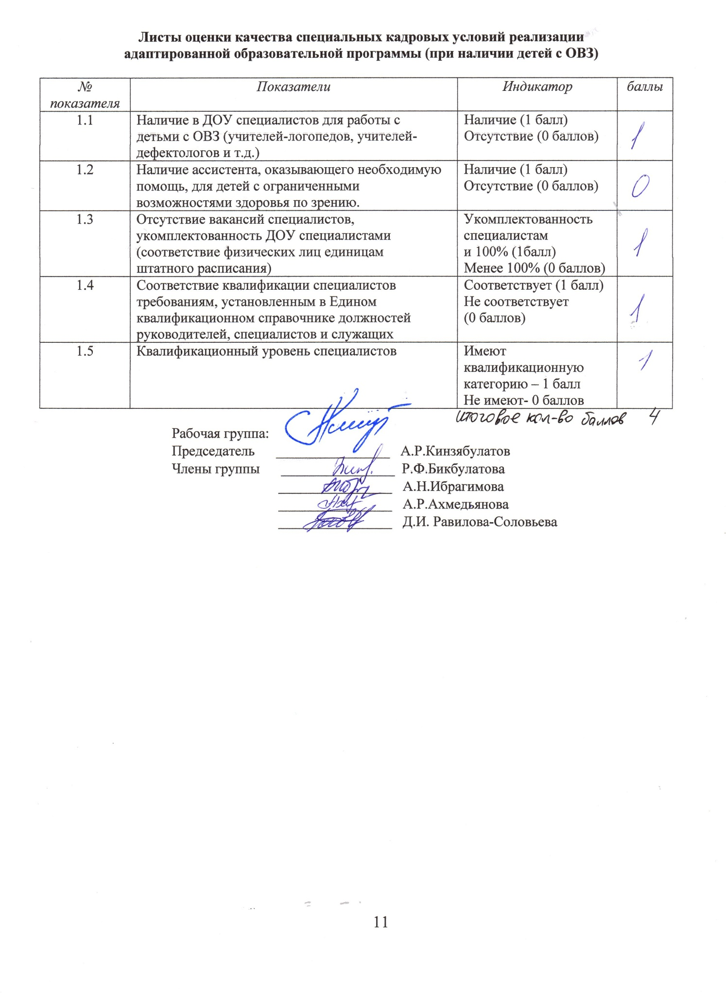 Листы оценки качества специальных кадровых условий реализации
адаптированной образовательной программы (при наличии детей с ОВЗ)
№ показателя
Показатели
Индикатор
баллы
1.1
Наличие в ДОУ специалистов для работы с
детьми с ОВЗ (учителей-логопедов, учителей-
дефектологов и т.д.)
Наличие (1 балл)
Отсутствие (0 баллов)
1
1.2
Наличие ассистента, оказывающего необходимую
помощь, для детей с ограниченными
возможностями здоровья по зрению.
Наличие (1 балл)
Отсутствие (0 баллов)
0
1.3
Отсутствие вакансий специалистов,
укомплектованность ДОУ специалистами
(соответствие физических лиц единицам
штатного расписания)
Укомплектованность
специалистам
и 100% (1балл)
Менее 100% (0 баллов)
1
1.4
Соответствие квалификации специалистов
требованиям, установленным в Едином
квалификационном справочнике должностей
руководителей, специалистов и служащих
Соответствует (1 балл)
Не соответствует
(0 баллов)
1
1.5
Квалификационный уровень специалистов
Имеют
квалификационную
категорию – 1 балл
Не имеют- 0 баллов
1
итоговое кол-во баллов 4
Рабочая группа:
Председатель А.Р.Кинзябулатов
Члены группы Р.Ф.Бикбулатова
А.Н.Ибрагимова
А.Р.Ахмедьянова
Д.И. Равилова-Соловьева
11